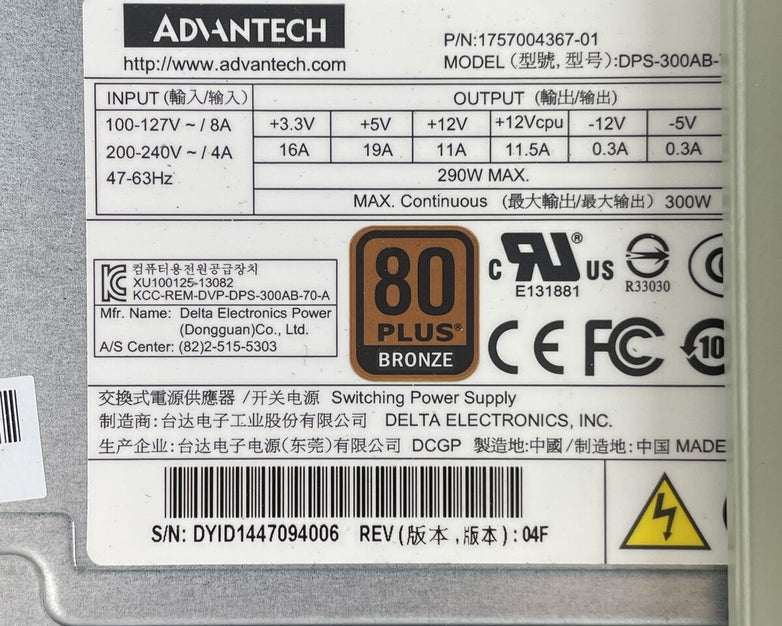 ADVANTECH
http://www.advantech.com
P/N:1757004367-01
MODEL (型號, 型号):DPS-300AB-
INPUT (輸入/输入)
OUTPUT (輸出/输出)
100-127V ~ / 8A
200-240V ~ / 4A
47-63Hz
+3.3V +5V +12V +12Vcpu -12V -5V
16A 19A 11A 11.5A 0.3A 0.3A
290W MAX.
MAX. Continuous (最大輸出/最大输出) 300W
컴퓨터용전원공급장치
XU100125-13082
KCC-REM-DVP-DPS-300AB-70-A
Mfr. Name: Delta Electronics Power
(Dongguan)Co., Ltd.
A/S Center: (82)2-515-5303
80
PLUS®
BRONZE
c RU® US
E131881
R33030
CE FC 10
交換式電源供應器 /开关电源 Switching Power Supply
制造商:台达电子工业股份有限公司 DELTA ELECTRONICS, INC.
生产企业:台达电子电源(东莞)有限公司 DCGP 製造地:中國/制造地:中国 MADE
S/N: DYID1447094006 REV(版本,版本):04F